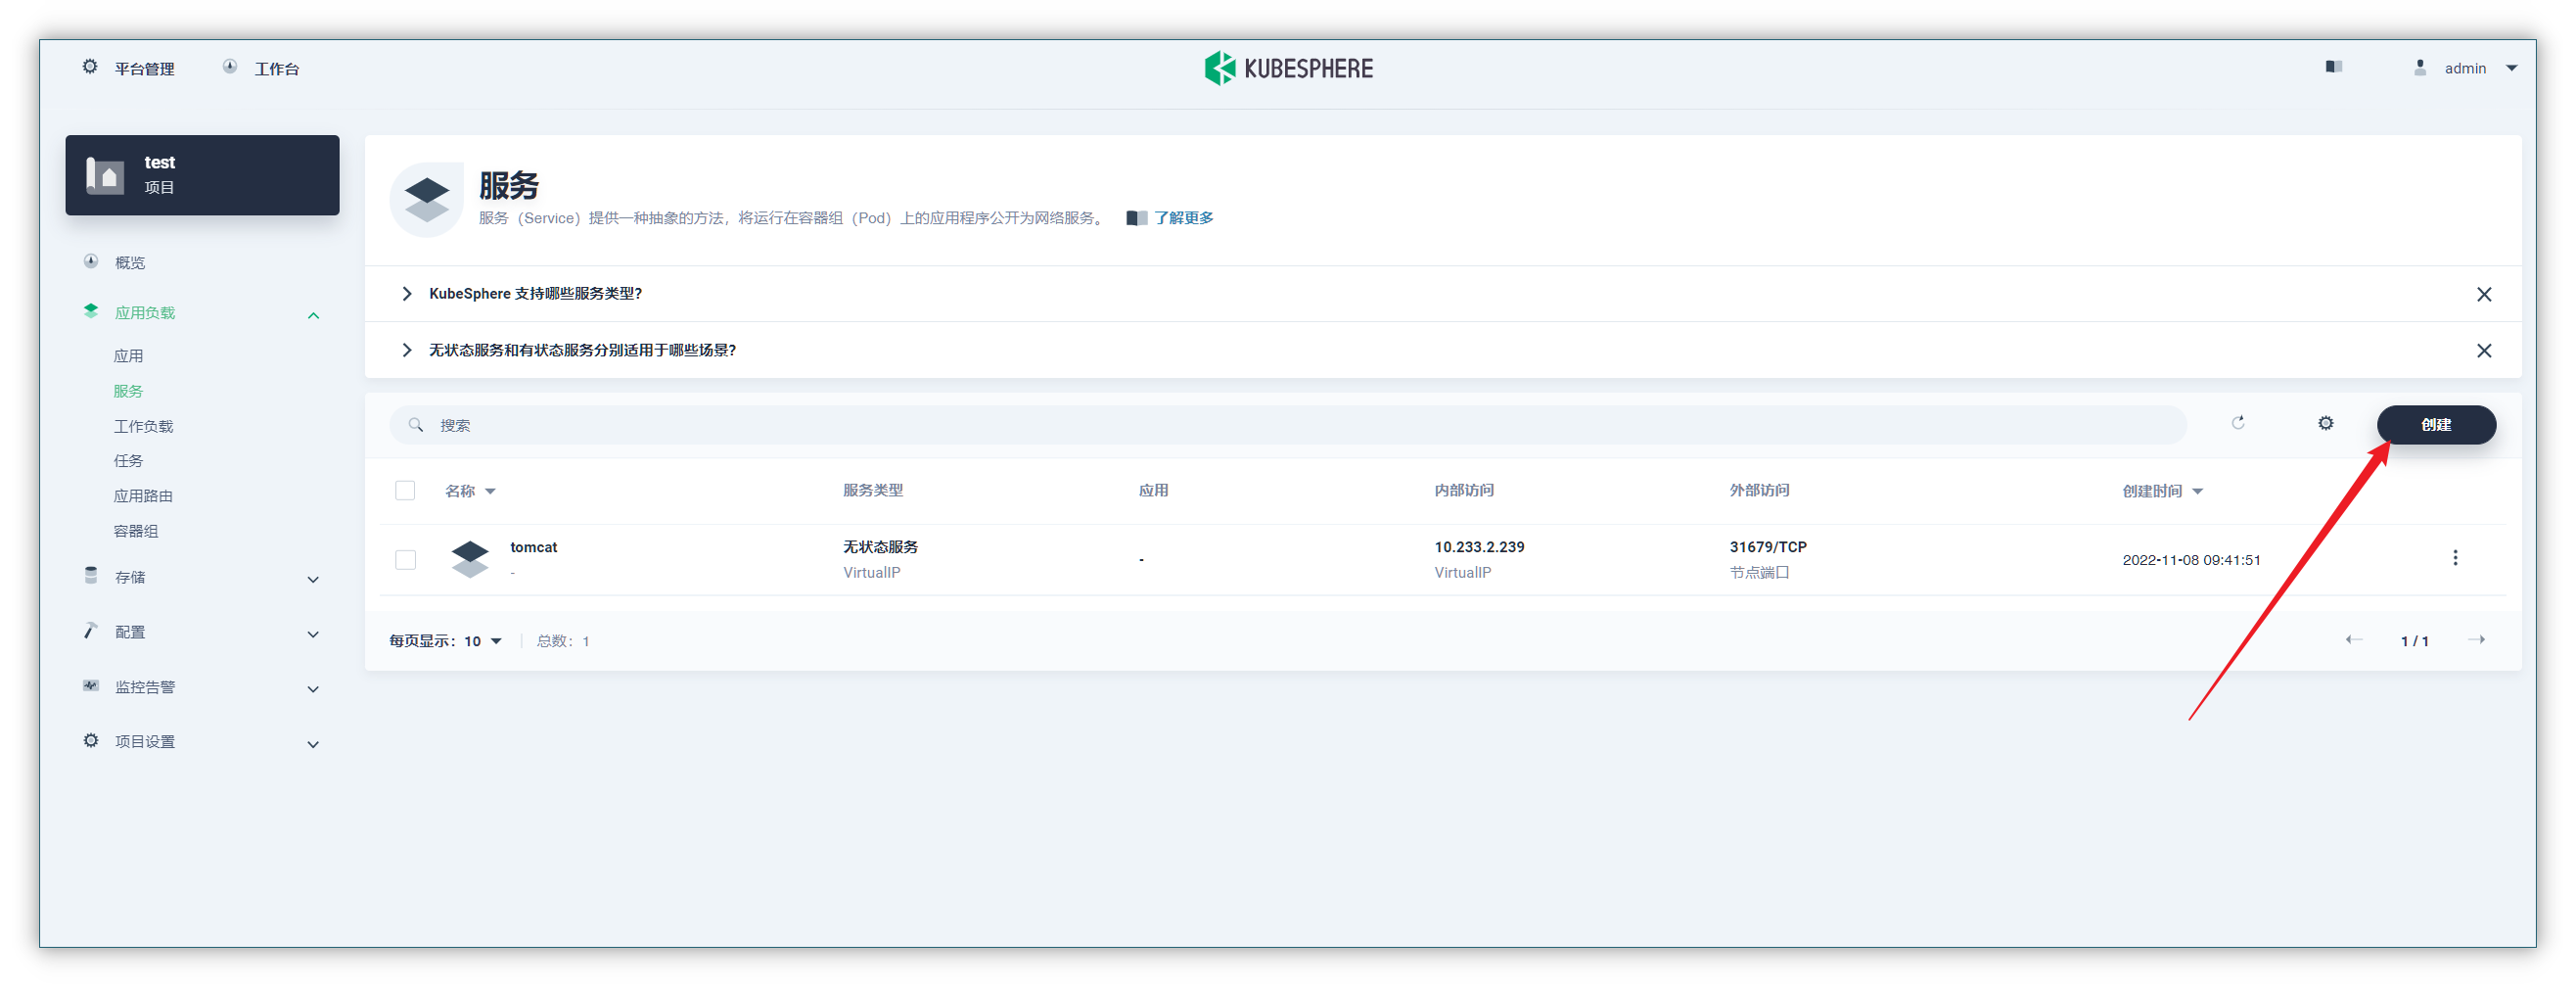 平台管理 工作台 KUBESPHERE admin
test
项目
概览
应用负载
应用
服务
工作负载
任务
应用路由
容器组
存储
配置
监控告警
项目设置
服务
服务（Service）提供一种抽象的方法，将运行在容器组（Pod）上的应用程序公开为网络服务。 了解更多
KubeSphere 支持哪些服务类型？
无状态服务和有状态服务分别适用于哪些场景？
搜索 创建
名称 服务类型 应用 内部访问 外部访问 创建时间
tomcat 无状态服务 - 10.233.2.239 31679/TCP 2022-11-08 09:41:51
- VirtualIP VirtualIP 节点端口
每页显示：10 总数：1 1 / 1